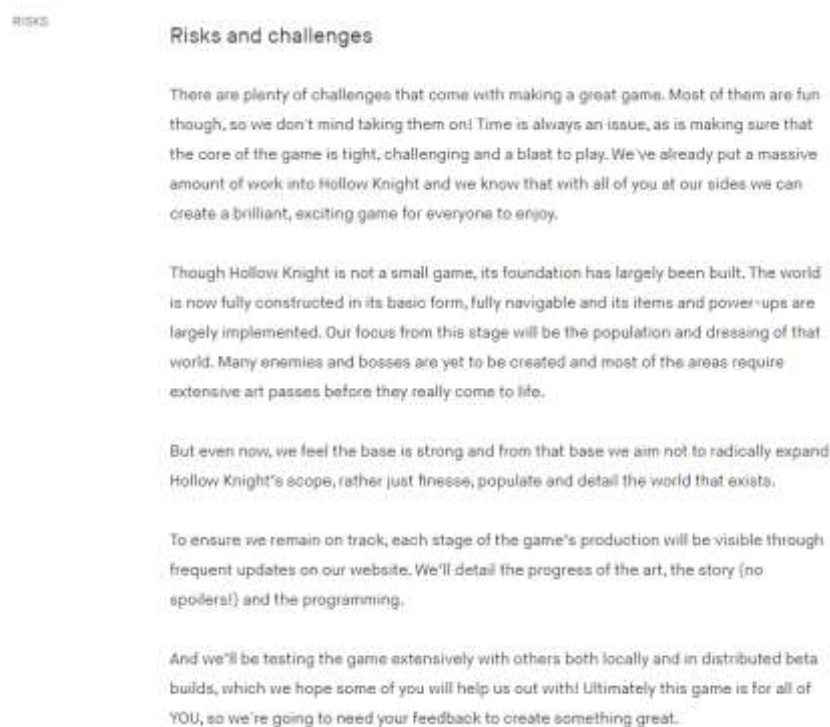 RISKS
Risks and challenges
There are plenty of challenges that come with making a great game. Most of them are fun
though, so we don't mind taking them on! Time is always an issue, as is making sure that
the core of the game is tight, challenging and a blast to play. We've already put a massive
amount of work into Hollow Knight and we know that with all of you at our sides we can
create a brilliant, exciting game for everyone to enjoy.
Though Hollow Knight is not a small game, its foundation has largely been built. The world
is now fully constructed in its basic form, fully navigable and its items and power-ups are
largely implemented. Our focus from this stage will be the population and dressing of that
world. Many enemies and bosses are yet to be created and most of the areas require
extensive art passes before they really come to life.
But even now, we feel the base is strong and from that base we aim not to radically expand
Hollow Knight's scope, rather just finesse, populate and detail the world that exists.
To ensure we remain on track, each stage of the game's production will be visible through
frequent updates on our website. We'll detail the progress of the art, the story (no
spoilers!) and the programming.
And we'll be testing the game extensively with others both locally and in distributed beta
builds, which we hope some of you will help us out with! Ultimately this game is for all of
YOU, so we're going to need your feedback to create something great.